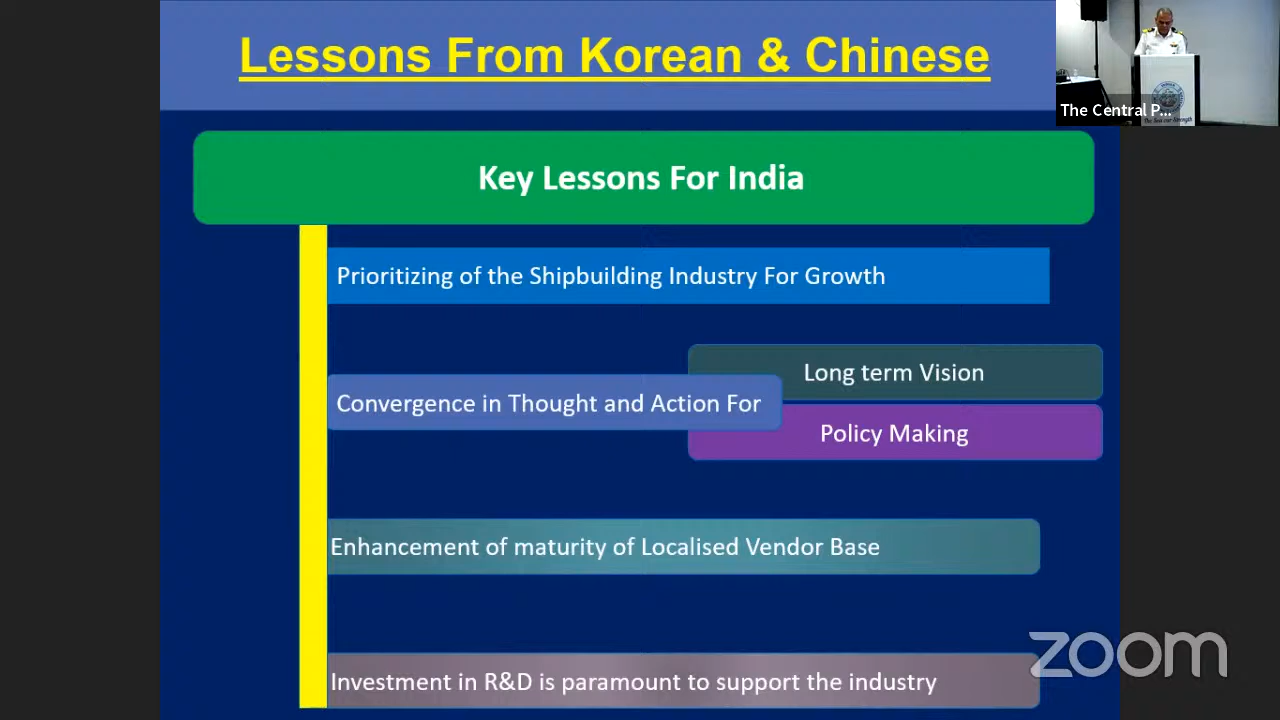 Lessons From Korean & Chinese
The Central P...
Key Lessons For India
Prioritizing of the Shipbuilding Industry For Growth
Long term Vision
Convergence in Thought and Action For
Policy Making
Enhancement of maturity of Localised Vendor Base
Investment in R&D is paramount to support the industry
zoom